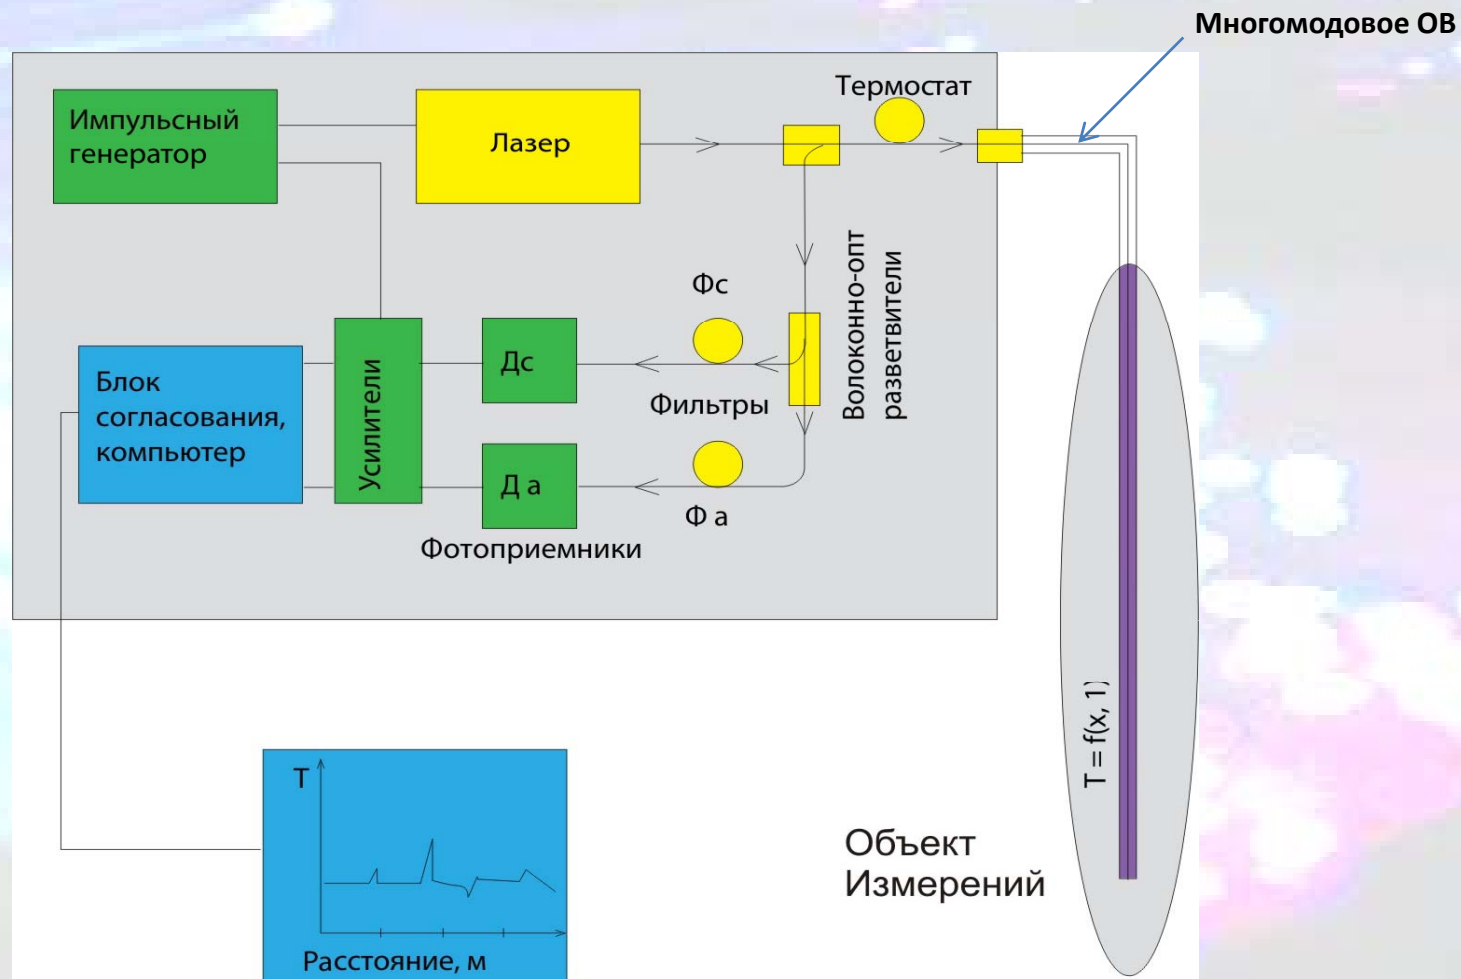 Многомодовое ОВ
Термостат
Импульсный
генератор
Лазер
Волоконно-опт
разветвители
Фс
Дс
Фильтры
Усилители
Блок
согласования,
компьютер
Д а
Ф а
Фотоприемники
T = f(x, 1)
T
Расстояние, м
Объект
Измерений